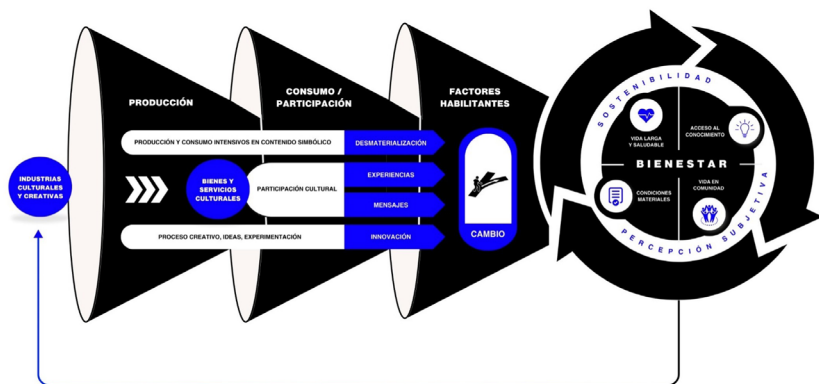 INDUSTRIAS
CULTURALES
Y CREATIVAS
PRODUCCIÓN
CONSUMO /
PARTICIPACIÓN
FACTORES
HABILITANTES
PRODUCCIÓN Y CONSUMO INTENSIVOS EN CONTENIDO SIMBÓLICO
DESMATERIALIZACIÓN
BIENES Y
SERVICIOS
CULTURALES
PARTICIPACIÓN CULTURAL
EXPERIENCIAS
MENSAJES
PROCESO CREATIVO, IDEAS, EXPERIMENTACIÓN
INNOVACIÓN
CAMBIO
SOSTENIBILIDAD
VIDA LARGA
Y SALUDABLE
ACCESO AL
CONOCIMIENTO
BIENESTAR
CONDICIONES
MATERIALES
VIDA EN
COMUNIDAD
PERCEPCIÓN SUBJETIVA